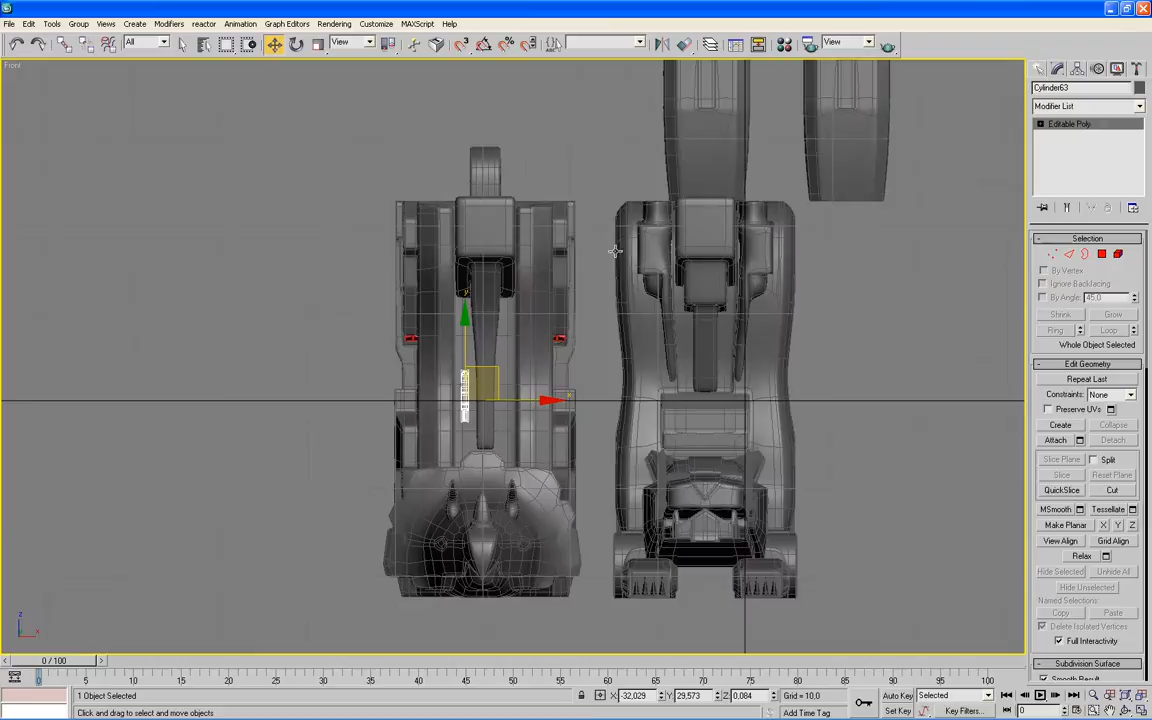 File Edit Tools Group Views Create Modifiers reactor Animation Graph Editors Rendering Customize MAXScript Help
All View View
Front
Cylinder63
Modifier List
Editable Poly
Selection
By Vertex
Ignore Backfacing
By Angle: 45,0
Shrink Grow
Ring Loop
Whole Object Selected
Edit Geometry
Repeat Last
Constraints: None
Preserve UVs
Create Collapse
Attach Detach
Slice Plane Split
Slice Reset Plane
QuickSlice Cut
MSmooth Tessellate
Make Planar X Y Z
View Align Grid Align
Relax
Hide Selected Unhide All
Hide Unselected
Named Selections:
Copy Paste
Delete Isolated Vertices
Full Interactivity
Subdivision Surface
Smooth Result
y
x
z
x
0 / 100
0 5 10 15 20 25 30 35 40 45 50 55 60 65 70 75 80 85 90 95 100
1 Object Selected X: -32,029 Y: 29,573 Z: 0,084 Grid = 10,0 Auto Key Selected
Click and drag to select and move objects Add Time Tag Set Key Key Filters... 0